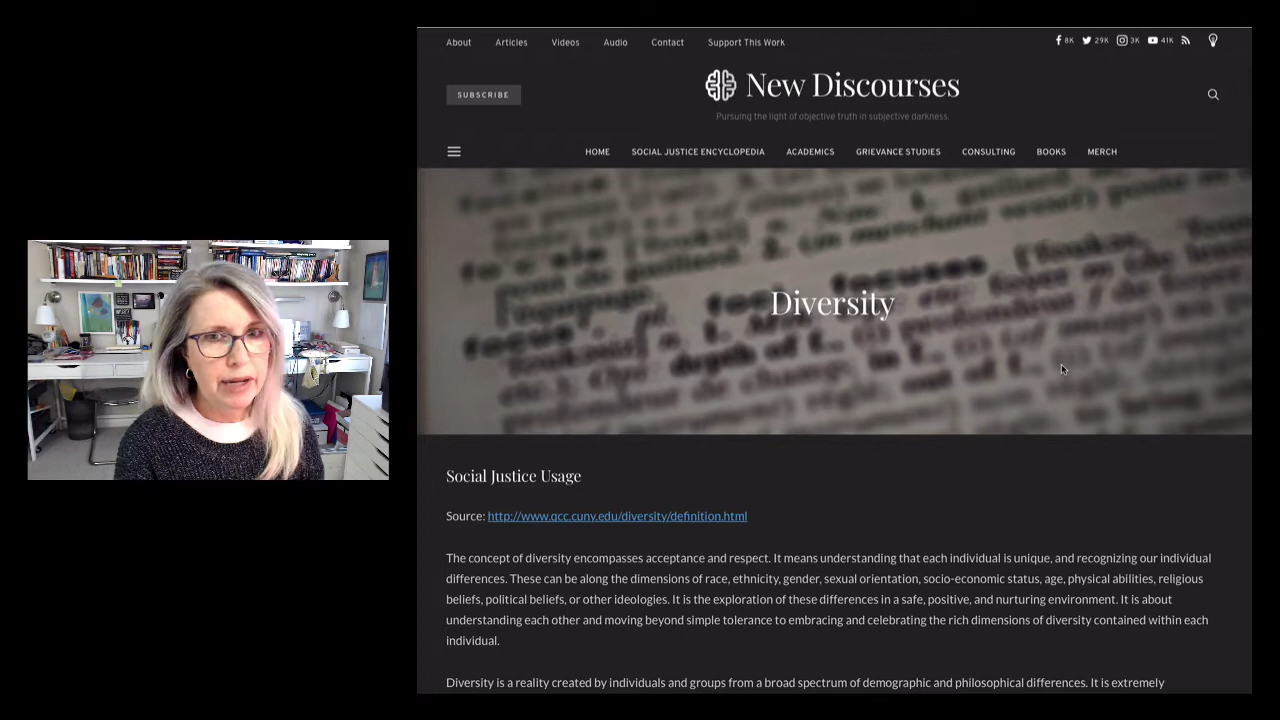 About Articles Videos Audio Contact Support This Work
8K 29K 3K 41K
SUBSCRIBE
New Discourses
Pursuing the light of objective truth in subjective darkness.
HOME SOCIAL JUSTICE ENCYCLOPEDIA ACADEMICS GRIEVANCE STUDIES CONSULTING BOOKS MERCH
Diversity
Social Justice Usage
Source: http://www.qcc.cuny.edu/diversity/definition.html
The concept of diversity encompasses acceptance and respect. It means understanding that each individual is unique, and recognizing our individual
differences. These can be along the dimensions of race, ethnicity, gender, sexual orientation, socio-economic status, age, physical abilities, religious
beliefs, political beliefs, or other ideologies. It is the exploration of these differences in a safe, positive, and nurturing environment. It is about
understanding each other and moving beyond simple tolerance to embracing and celebrating the rich dimensions of diversity contained within each
individual.
Diversity is a reality created by individuals and groups from a broad spectrum of demographic and philosophical differences. It is extremely